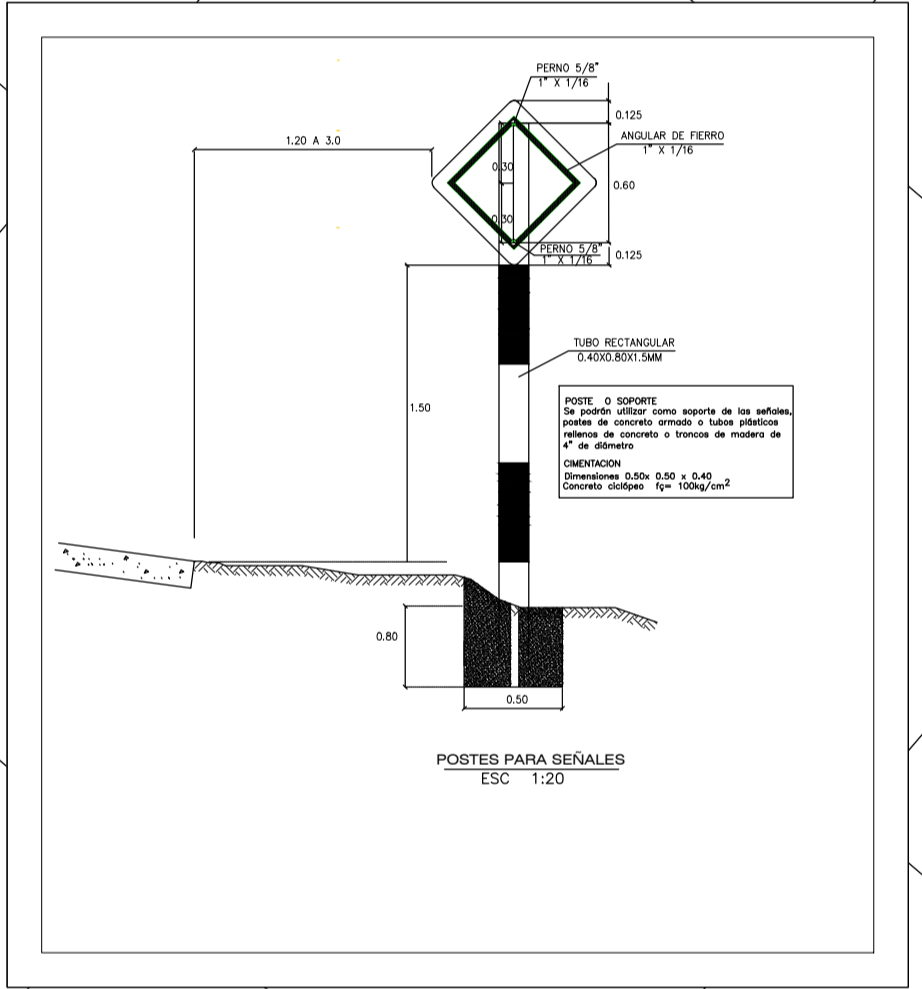 PERNO 5/8"
1" X 1/16
0.125
ANGULAR DE FIERRO
1" X 1/16
1.20 A 3.0
0.30
0.60
0.30
PERNO 5/8"
1" X 1/16
0.125
TUBO RECTANGULAR
0.40X0.80X1.5MM
1.50
POSTE O SOPORTE
Se podrán utilizar como soporte de las señales,
postes de concreto armado o tubos plásticos
rellenos de concreto o troncos de madera de
4" de diámetro
CIMENTACION
Dimensiones 0.50x 0.50 x 0.40
Concreto ciclópeo fç= 100kg/cm²
0.80
0.50
POSTES PARA SEÑALES
ESC 1:20